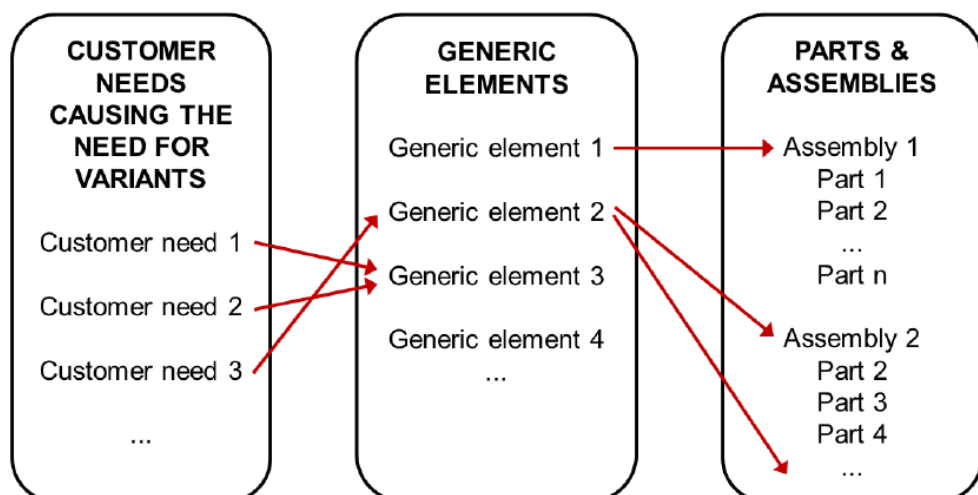 CUSTOMER
NEEDS
CAUSING THE
NEED FOR
VARIANTS
Customer need 1
Customer need 2
Customer need 3
...
GENERIC
ELEMENTS
Generic element 1
Generic element 2
Generic element 3
Generic element 4
...
PARTS &
ASSEMBLIES
Assembly 1
Part 1
Part 2
...
Part n
Assembly 2
Part 2
Part 3
Part 4
...